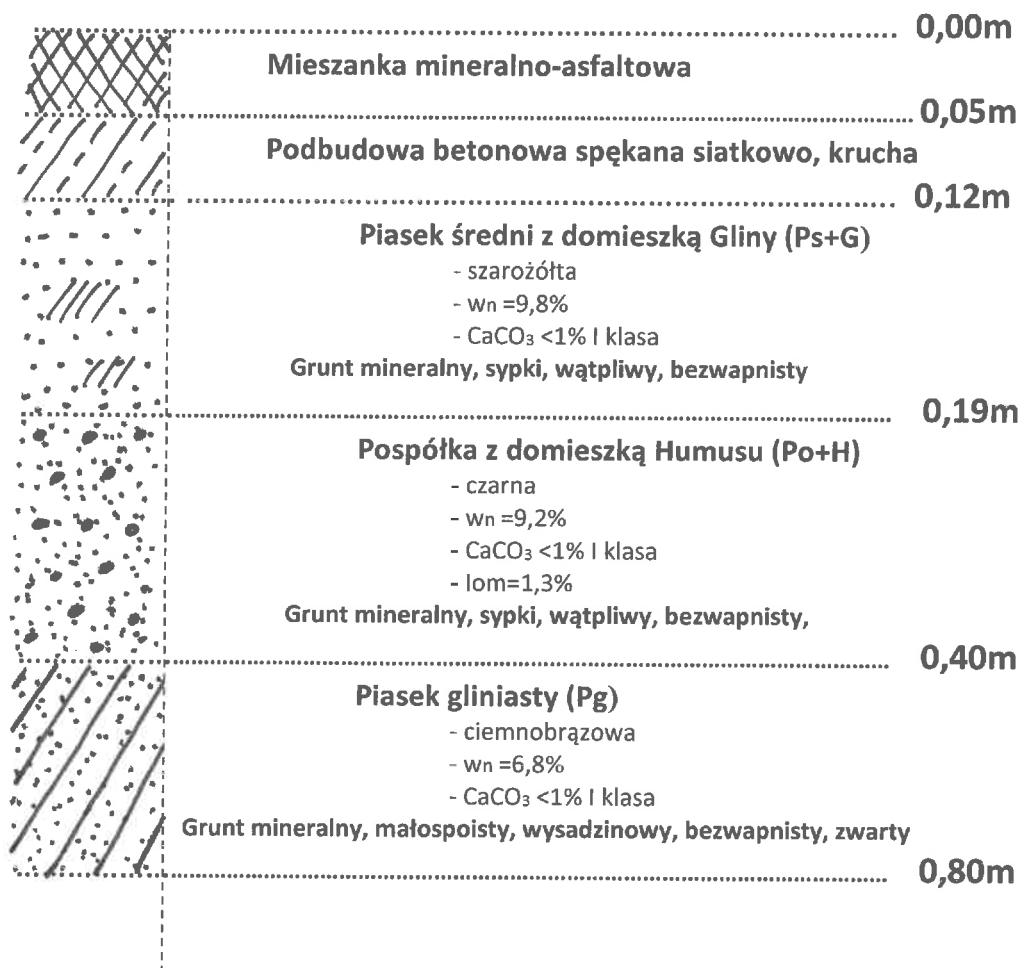 0,00m
Mieszanka mineralno-asfaltowa
0,05m
Podbudowa betonowa spękana siatkowo, krucha
0,12m
Piasek średni z domieszką Gliny (Ps+G)
- szarożółta
- wn =9,8%
- CaCO₃ <1% I klasa
Grunt mineralny, sypki, wątpliwy, bezwapnisty
0,19m
Pospółka z domieszką Humusu (Po+H)
- czarna
- wn =9,2%
- CaCO₃ <1% I klasa
- Iom=1,3%
Grunt mineralny, sypki, wątpliwy, bezwapnisty,
0,40m
Piasek gliniasty (Pg)
- ciemnobrązowa
- wn =6,8%
- CaCO₃ <1% I klasa
Grunt mineralny, małospoisty, wysadzinowy, bezwapnisty, zwarty
0,80m